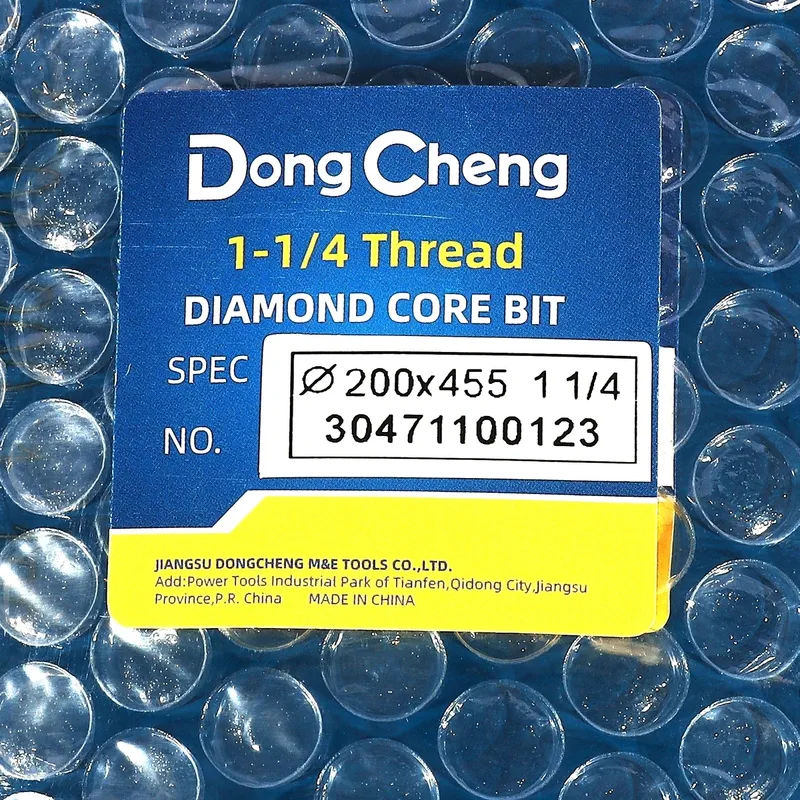 DongCheng
1-1/4 Thread
DIAMOND CORE BIT
SPEC Ø 200x455 1 1/4
NO. 30471100123
JIANGSU DONGCHENG M&E TOOLS CO.,LTD.
Add:Power Tools Industrial Park of Tianfen,Qidong City,Jiangsu
Province,P.R. China MADE IN CHINA